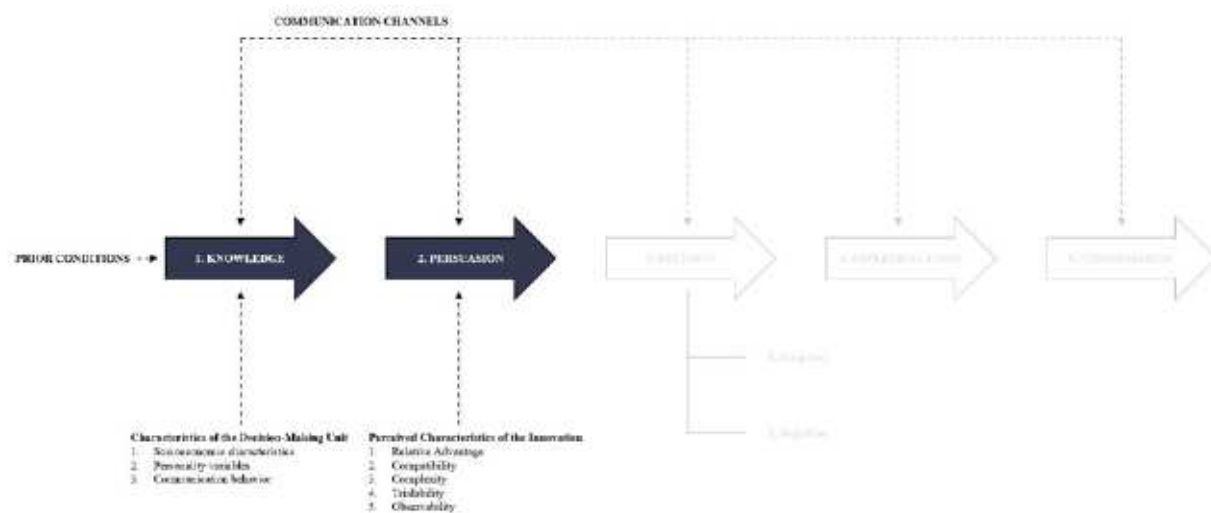 COMMUNICATION CHANNELS
PRIOR CONDITIONS
1. KNOWLEDGE
2. PERSUASION
Characteristics of the Decision-Making Unit
1. Socioeconomic characteristics
2. Personality variables
3. Communication behavior
Perceived Characteristics of the Innovation
1. Relative Advantage
2. Compatibility
3. Complexity
4. Trialability
5. Observability